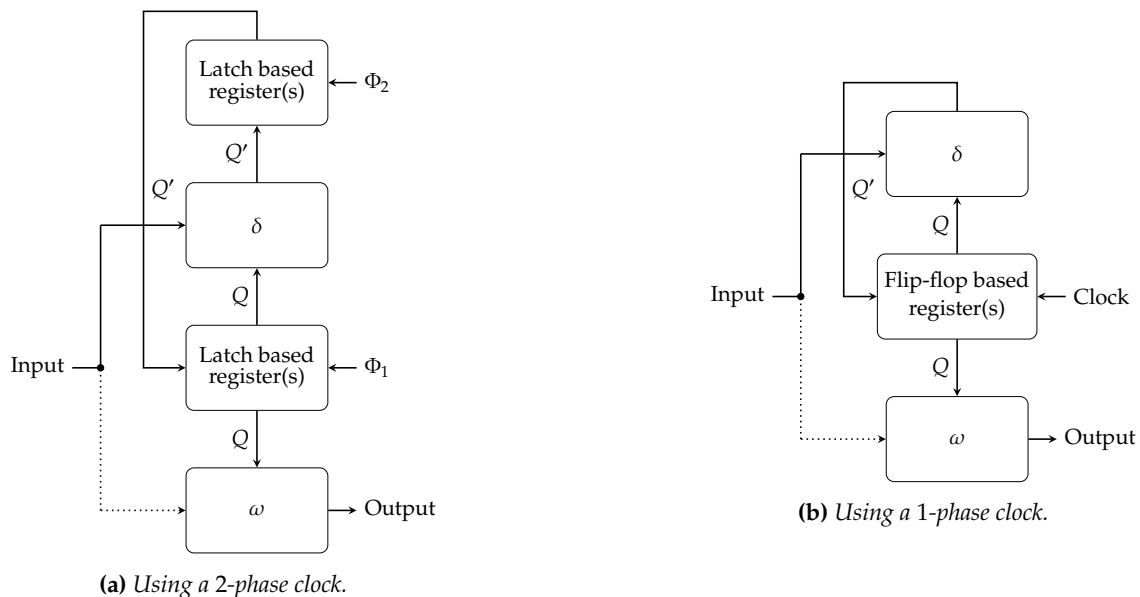 Latch based
register(s)
Φ₂
Q′
Q′
δ
Q
Latch based
register(s)
Φ₁
Input
Q
ω
Output
(a) Using a 2-phase clock.
δ
Q′
Q
Input
Flip-flop based
register(s)
Clock
Q
ω
Output
(b) Using a 1-phase clock.